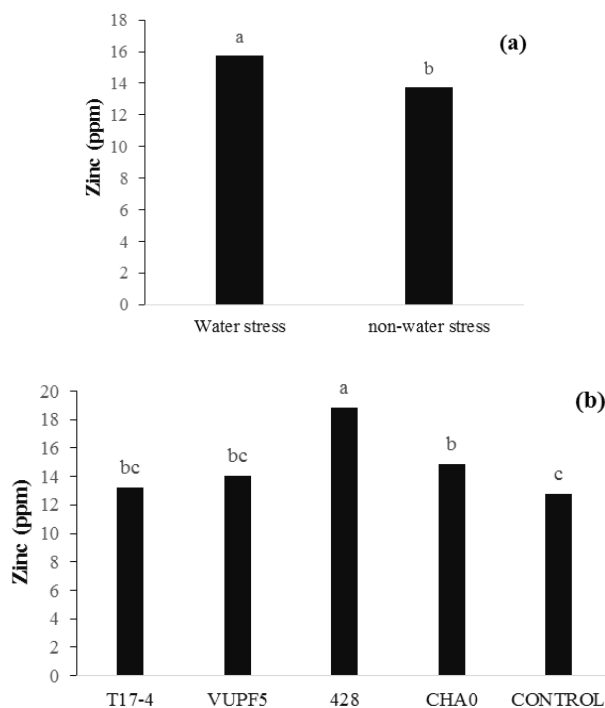 18
16
14
12
10
8
6
4
2
0
Zinc (ppm)
a
b
(a)
Water stress
non-water stress
20
18
16
14
12
10
8
6
4
2
0
Zinc (ppm)
bc
bc
a
b
c
(b)
T17-4
VUPF5
428
CHA0
CONTROL